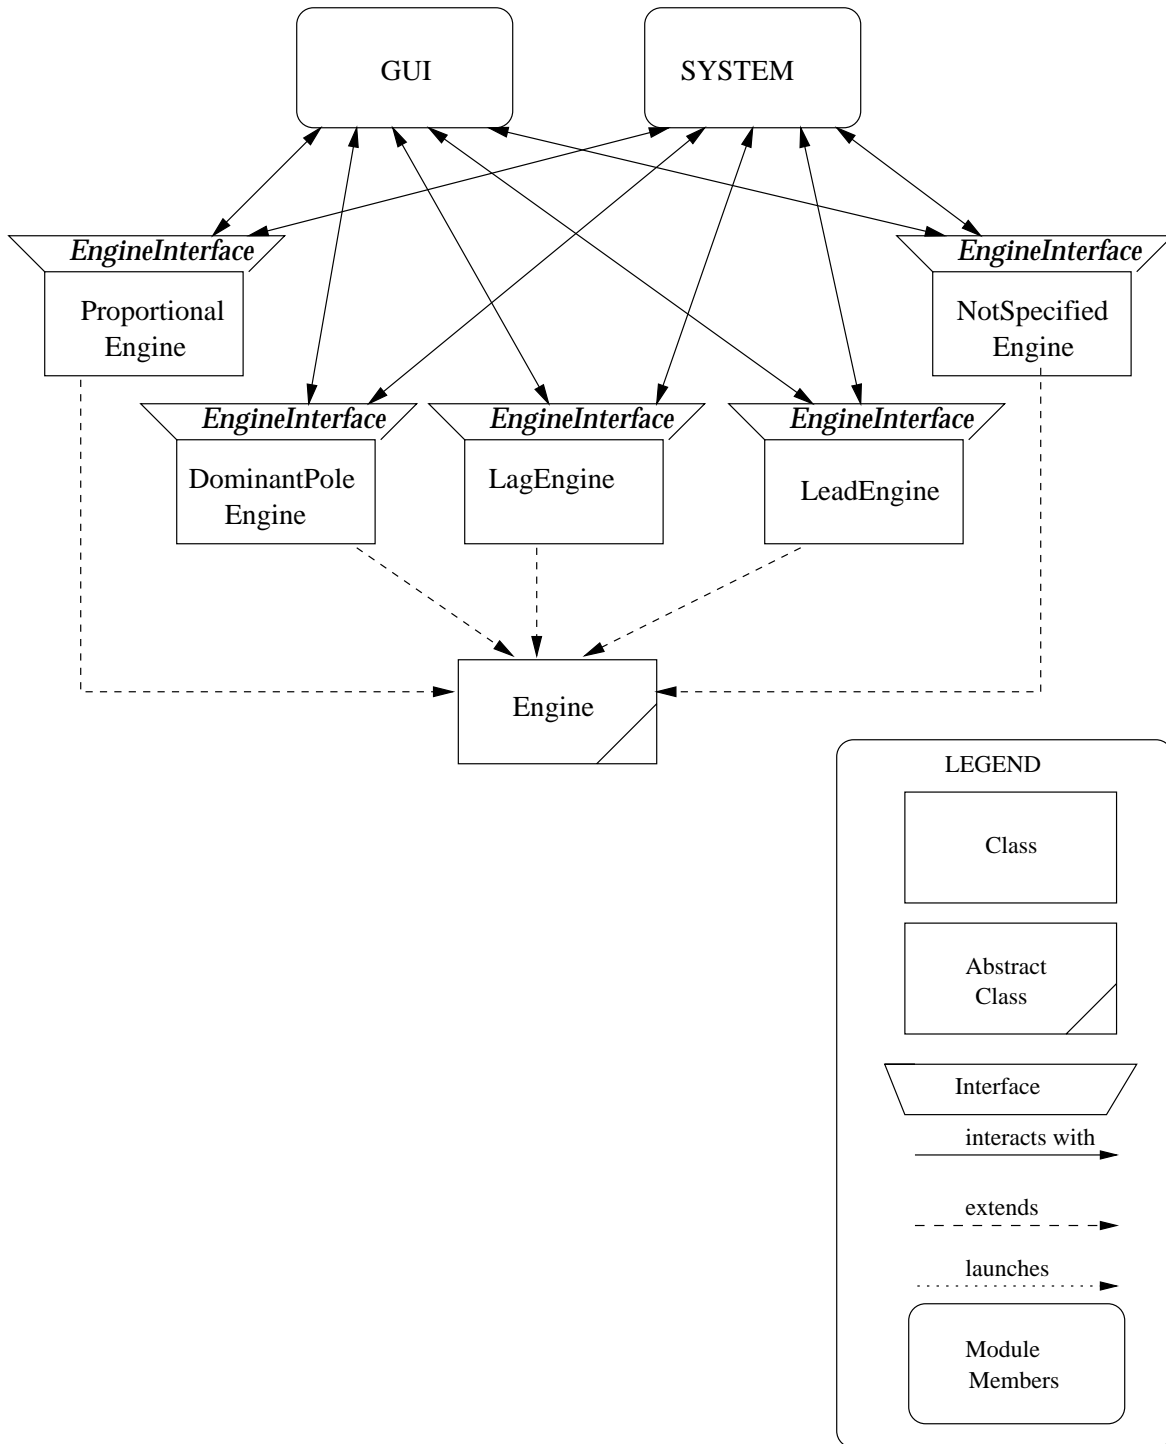 GUI
SYSTEM
EngineInterface
Proportional
Engine
EngineInterface
NotSpecified
Engine
EngineInterface
DominantPole
Engine
EngineInterface
LagEngine
EngineInterface
LeadEngine
Engine
LEGEND
Class
Abstract
Class
Interface
interacts with
extends
launches
Module
Members